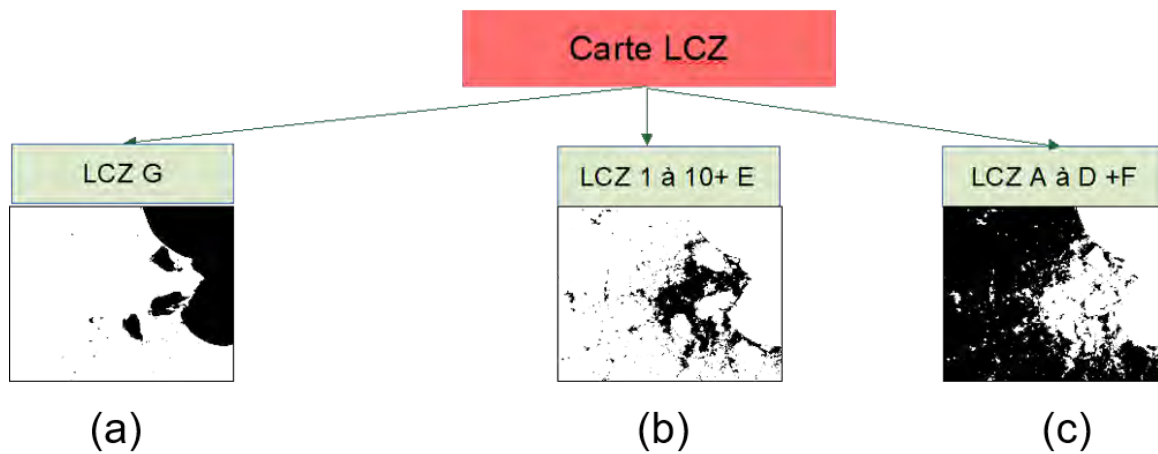 Carte LCZ
LCZ G
LCZ 1 à 10+ E
LCZ A à D +F
(a)
(b)
(c)